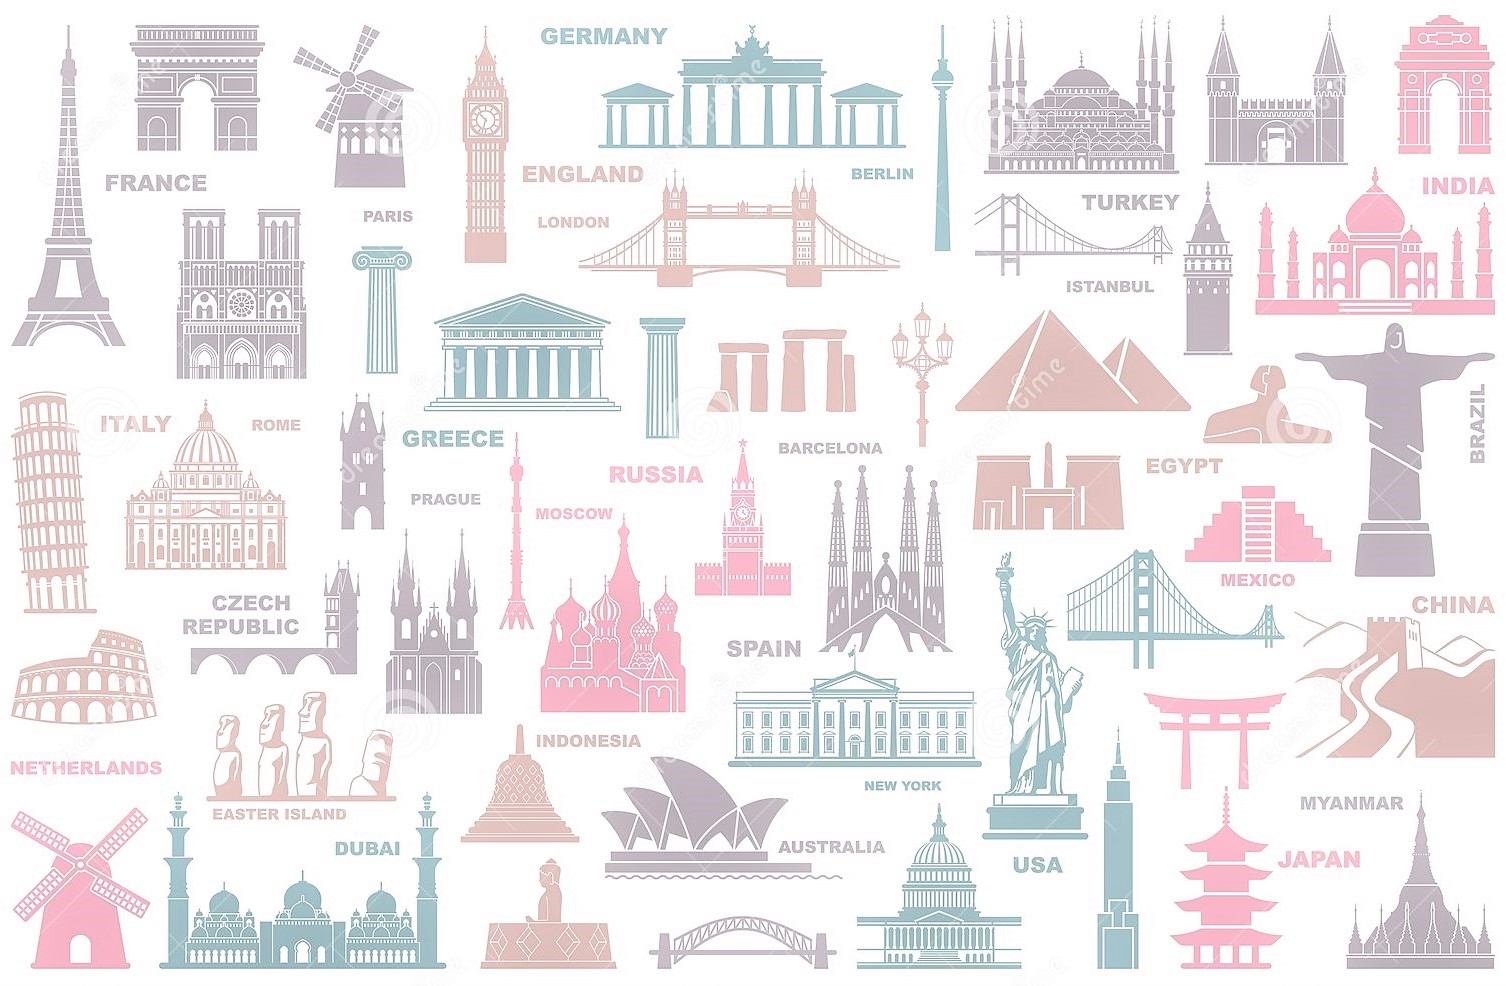 GERMANY
ENGLAND
BERLIN
FRANCE
INDIA
TURKEY
PARIS
LONDON
ISTANBUL
BRAZIL
ITALY
ROME
GREECE
BARCELONA
EGYPT
RUSSIA
PRAGUE
MOSCOW
MEXICO
CZECH
REPUBLIC
CHINA
SPAIN
INDONESIA
NETHERLANDS
NEW YORK
MYANMAR
EASTER ISLAND
DUBAI
AUSTRALIA
USA
JAPAN